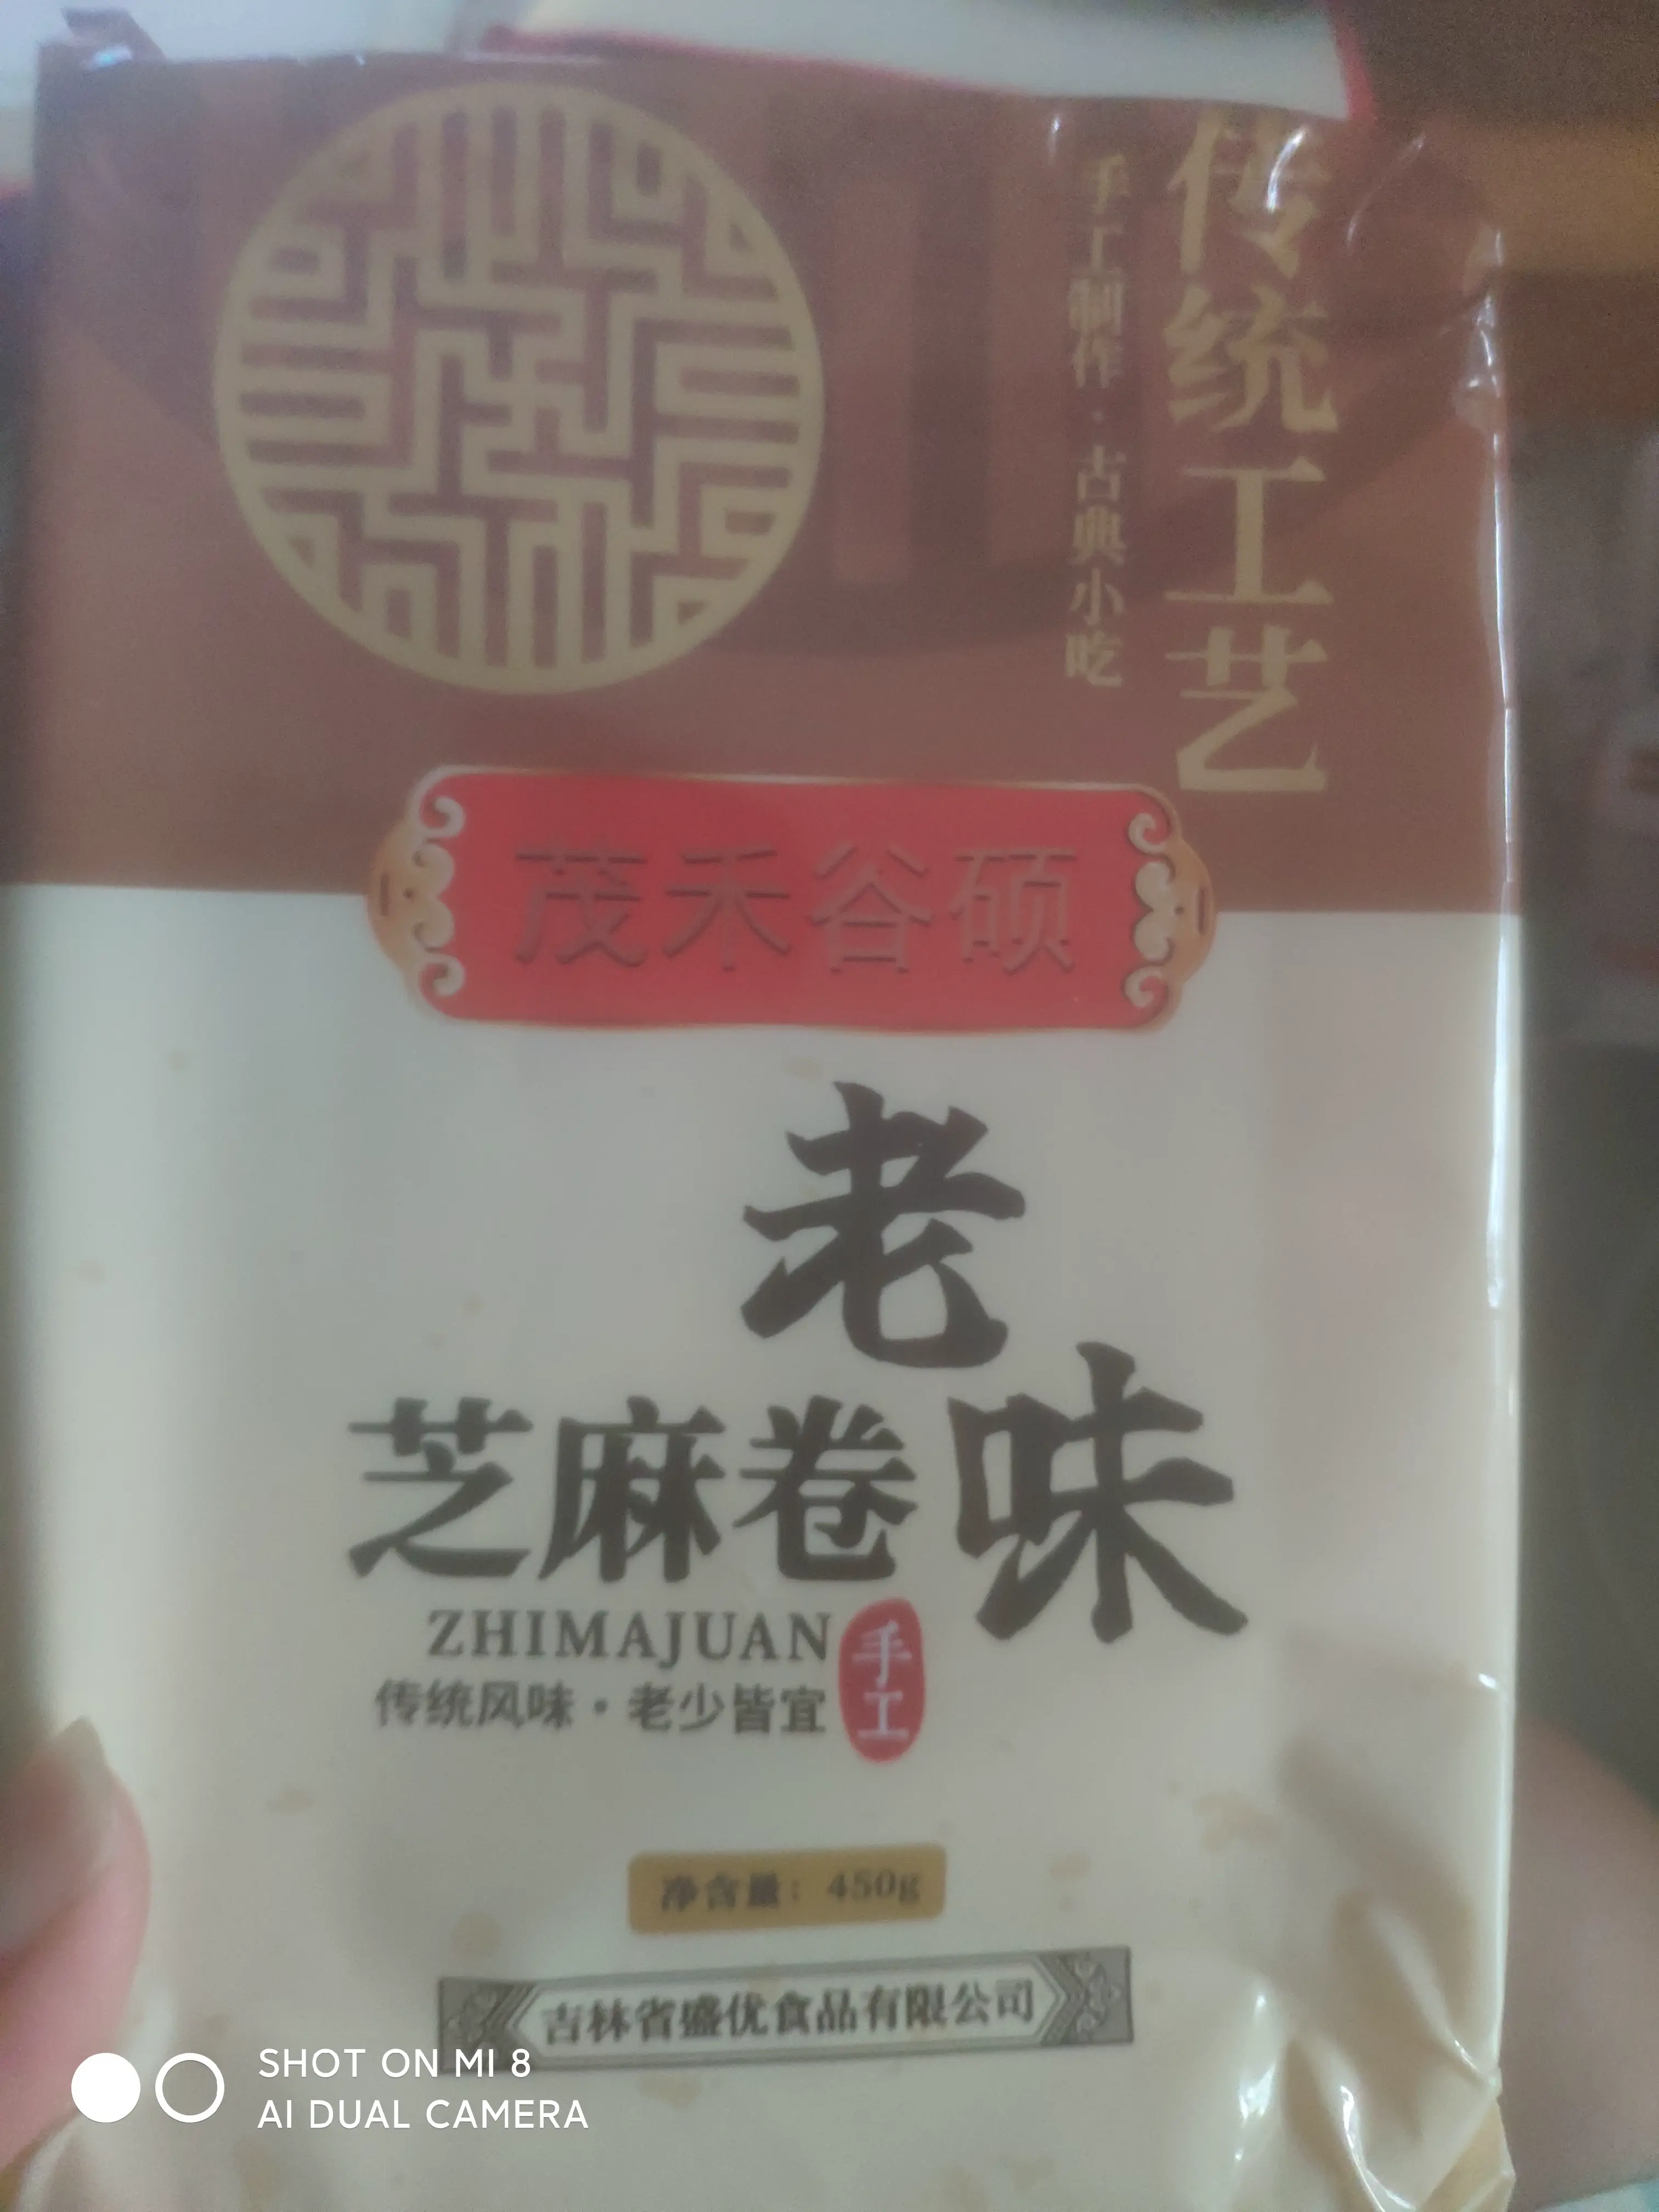 传统工艺
手工制作·古典小吃
茂禾谷硕
老味
芝麻卷
ZHIMAJUAN
手工
传统风味·老少皆宜
净含量：450g
吉林省盛优食品有限公司
SHOT ON MI 8
AI DUAL CAMERA